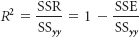 R² = SSR/SS_yy = 1 − SSE/SS_yy